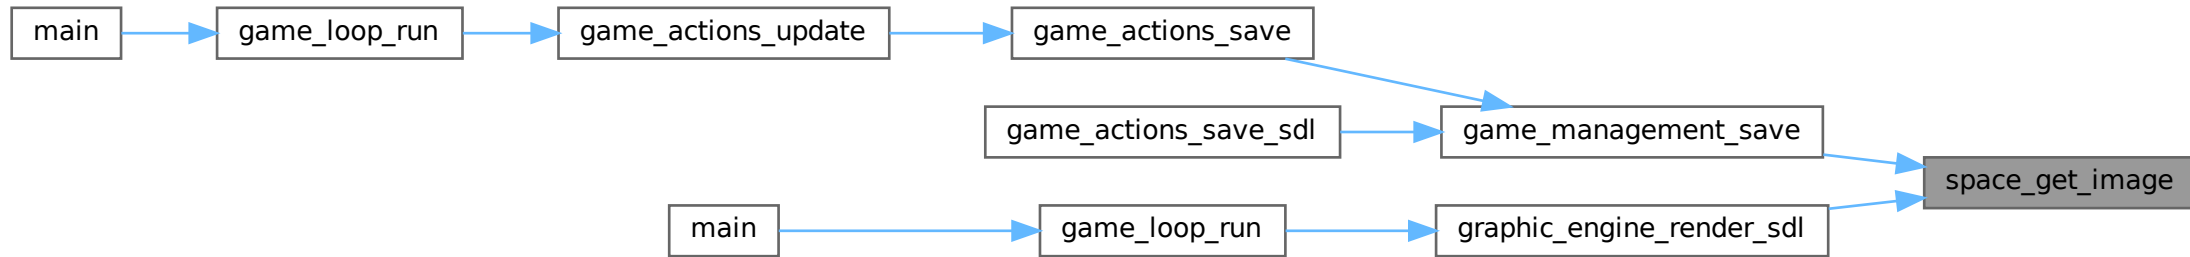 main
game_loop_run
game_actions_update
game_actions_save
game_actions_save_sdl
game_management_save
space_get_image
main
game_loop_run
graphic_engine_render_sdl